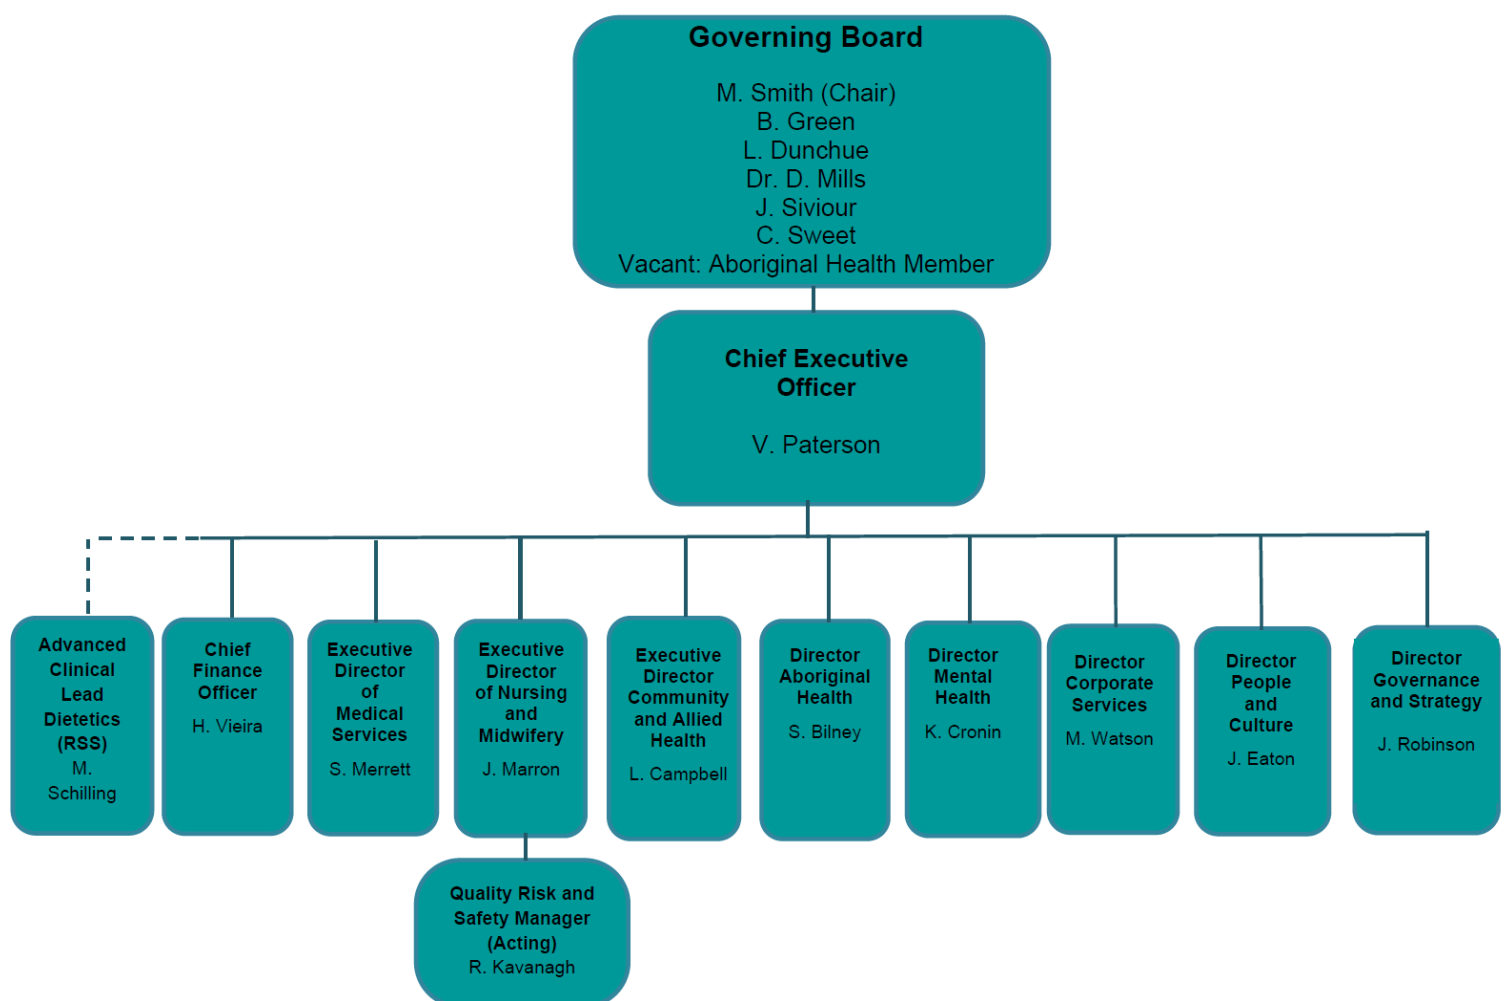 Governing Board
M. Smith (Chair)
B. Green
L. Dunchue
Dr. D. Mills
J. Siviour
C. Sweet
Vacant: Aboriginal Health Member
Chief Executive
Officer
V. Paterson
Advanced
Clinical
Lead
Dietetics
(RSS)
M.
Schilling
Chief
Finance
Officer
H. Vieira
Executive
Director
of
Medical
Services
S. Merrett
Executive
Director
of Nursing
and
Midwifery
J. Marron
Executive
Director
Community
and Allied
Health
L. Campbell
Director
Aboriginal
Health
S. Bilney
Director
Mental
Health
K. Cronin
Director
Corporate
Services
M. Watson
Director
People
and
Culture
J. Eaton
Director
Governance
and Strategy
J. Robinson
Quality Risk and
Safety Manager
(Acting)
R. Kavanagh